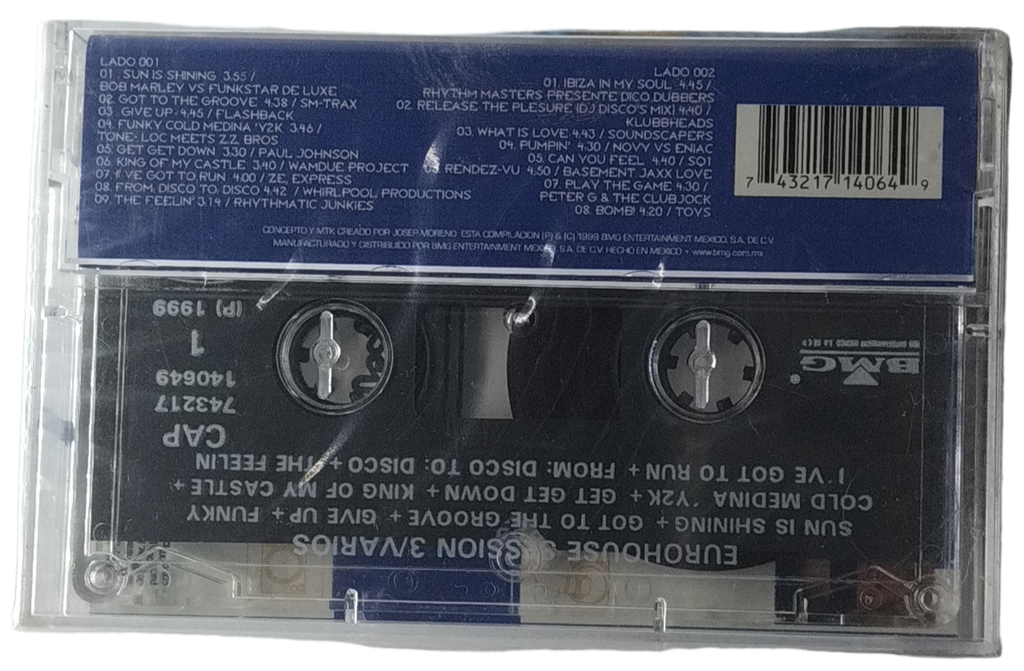 LADO 001
01. SUN IS SHINING 3.55 /
BOB MARLEY VS FUNKSTAR DE LUXE
02. GOT TO THE GROOVE 4.38 / SM-TRAX
03. GIVE UP 4.45 / FLASHBACK
04. FUNKY COLD MEDINA 'Y2K 3.46 /
TONE-LOC MEETS Z.Z. BROS
05. GET GET DOWN 3.30 / PAUL JOHNSON
06. KING OF MY CASTLE 3.40 / WAMDUE PROJECT
07. I'VE GOT TO RUN 4.00 / ZE, EXPRESS
08. FROM: DISCO TO: DISCO 4.42 / WHIRLPOOL PRODUCTIONS
09. THE FEELIN' 3.14 / RHYTHMATIC JUNKIES
LADO 002
01. IBIZA IN MY SOUL 4.45 /
RHYTHM MASTERS PRESENTE DICO DUBBERS
02. RELEASE THE PLESURE (DJ DISCO'S MIX) 4.40 /
KLUBBHEADS
03. WHAT IS LOVE 4.43 / SOUNDSCAPERS
04. PUMPIN' 4.30 / NOVY VS ENIAC
05. CAN YOU FEEL 4.40 / SQ1
RENDEZ-VU 4.50 / BASEMENT JAXX LOVE
07. PLAY THE GAME 4.30 /
PETER G & THE CLUBJOCK
08. BOMB! 4.20 / TOYS
7 43217 14064 9
CONCEPTO Y MTK CREADO POR JOSEP MORENO. ESTA COMPILACION (P) & (C) 1999 BMG ENTERTAINMENT MEXICO, S.A. DE C.V.
MANUFACTURADO Y DISTRIBUIDO POR BMG ENTERTAINMENT MEXICO, S.A. DE C.V. HECHO EN MEXICO • www.bmg.com.mx
EUROHOUSE SESSION 3/VARIOS
SUN IS SHINING + GOT TO THE GROOVE + GIVE UP + FUNKY
COLD MEDINA 'Y2K + GET GET DOWN + KING OF MY CASTLE +
I'VE GOT TO RUN + FROM: DISCO TO: DISCO + THE FEELIN
CAP
743217
140649
1
(P) 1999
BMG